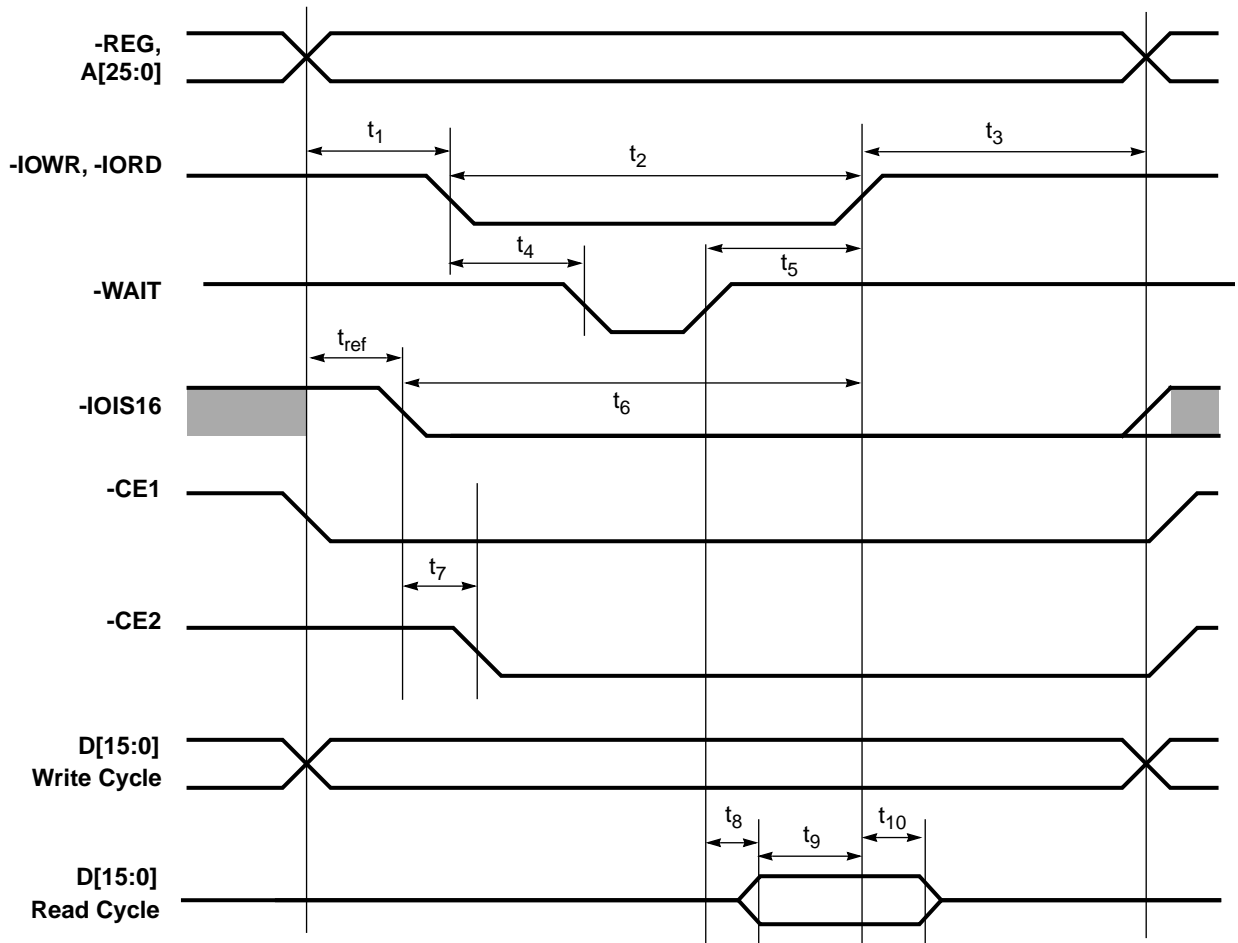 -REG,
A[25:0]
t1
-IOWR, -IORD
t2
t3
t4
t5
-WAIT
tref
-IOIS16
t6
-CE1
t7
-CE2
D[15:0]
Write Cycle
t8
t9
t10
D[15:0]
Read Cycle